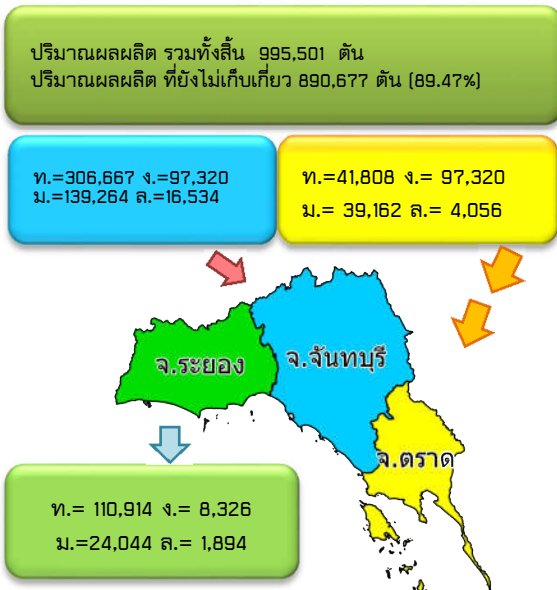 ปริมาณผลผลิต รวมทั้งสิ้น 995,501 ตัน
ปริมาณผลผลิต ที่ยังไม่เก็บเกี่ยว 890,677 ตัน (89.47%)
ท.=306,667 ง.=97,320
ม.=139,264 ล.=16,534
ท.=41,808 ง.= 97,320
ม.= 39,162 ล.= 4,056
จ.ระยอง
จ.จันทบุรี
จ.ตราด
ท.= 110,914 ง.= 8,326
ม.=24,044 ล.= 1,894